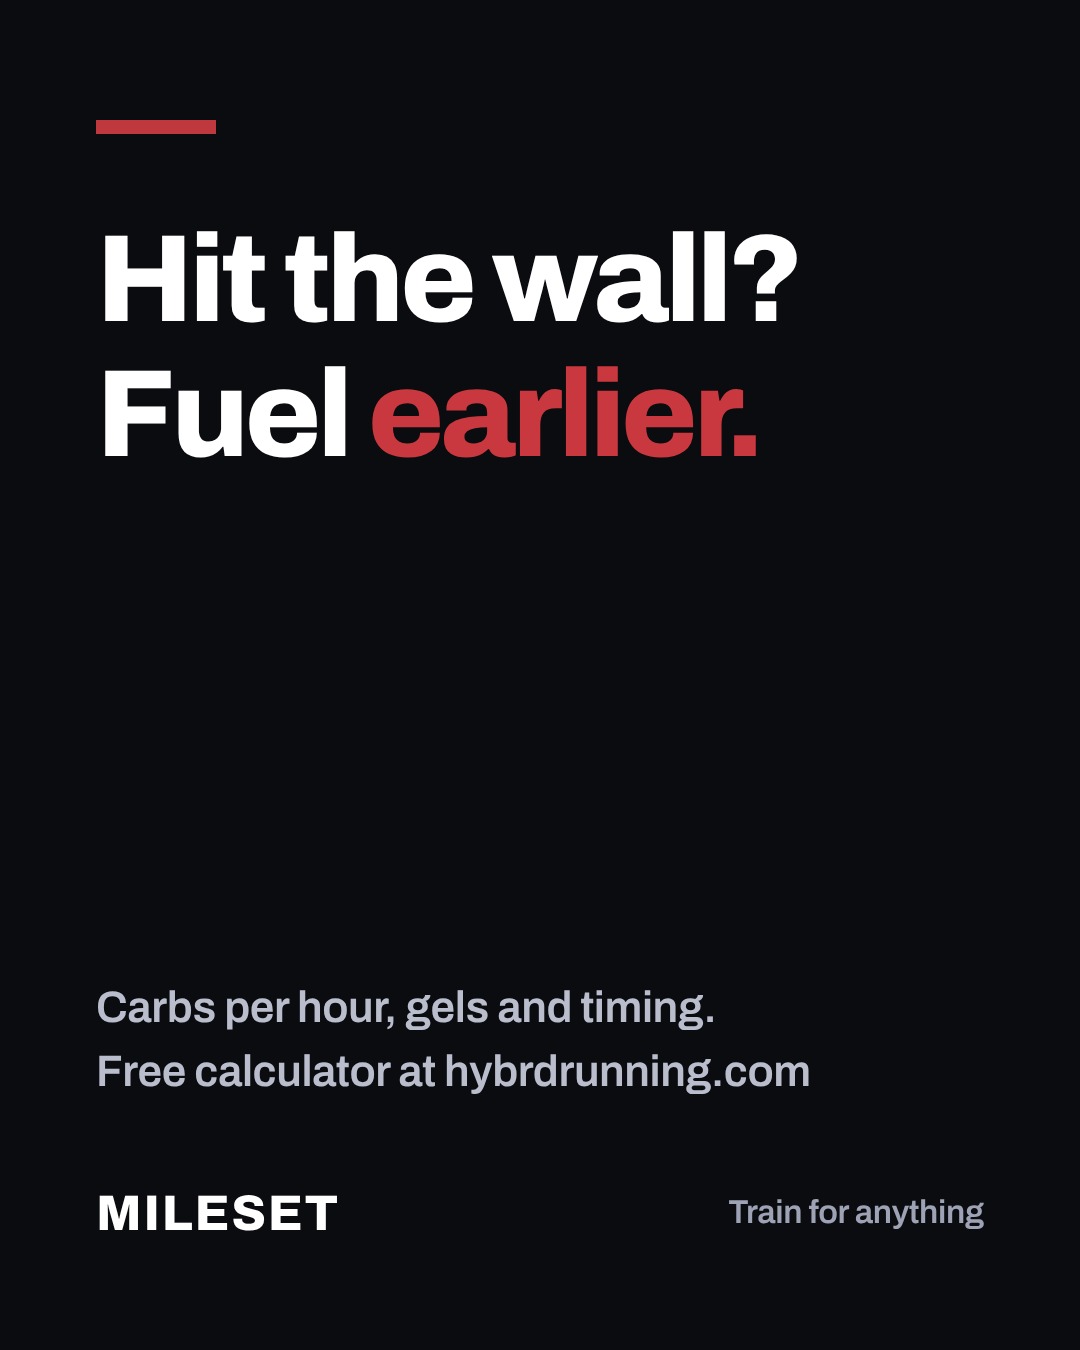 Hit the wall?
Fuel earlier.
Carbs per hour, gels and timing.
Free calculator at hybrdrunning.com
MILESET
Train for anything